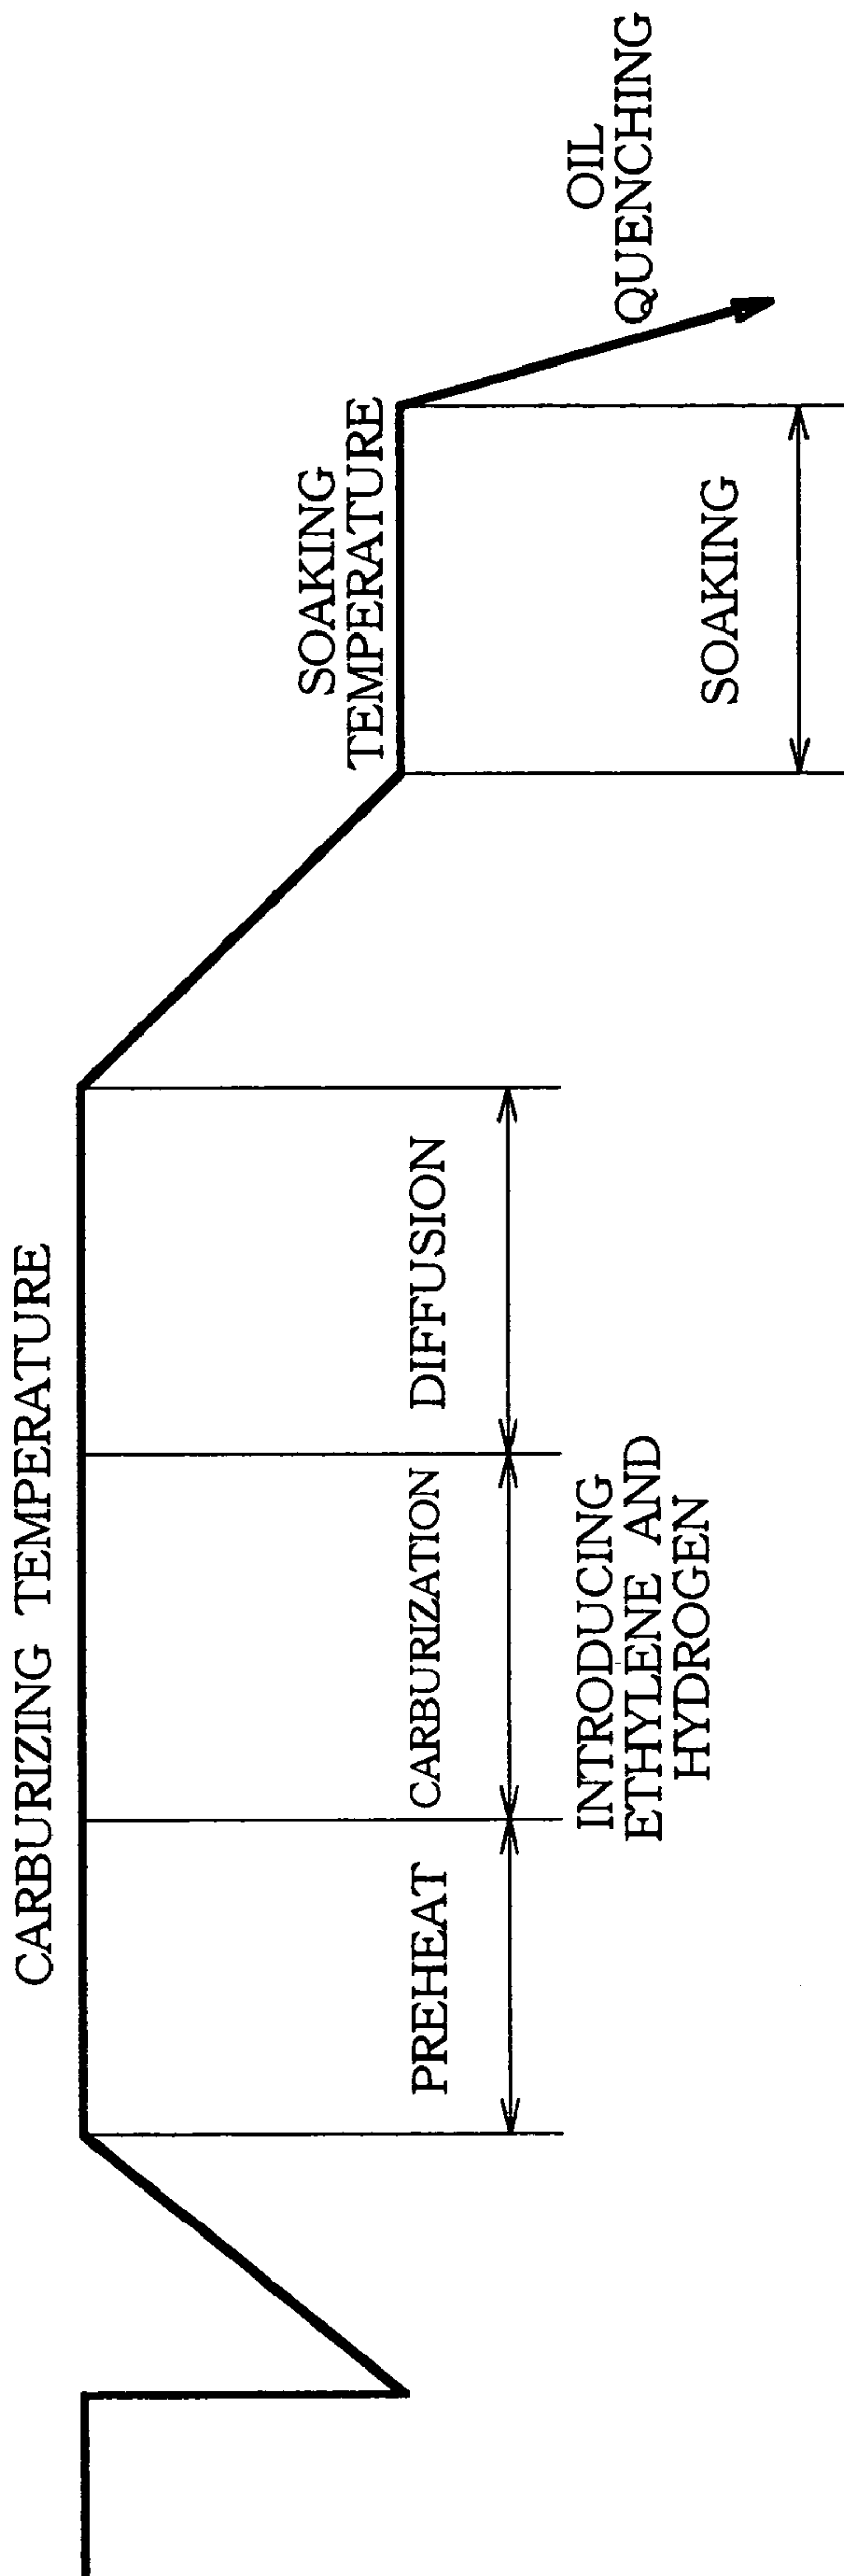 CARBURIZING TEMPERATURE
PREHEAT
CARBURIZATION
DIFFUSION
INTRODUCING
ETHYLENE AND
HYDROGEN
SOAKING
TEMPERATURE
SOAKING
OIL
QUENCHING